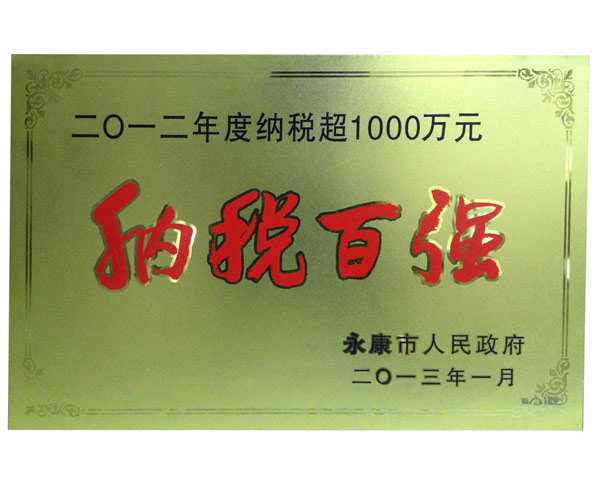 二〇一二年度纳税超1000万元
纳税百强
永康市人民政府
二〇一三年一月